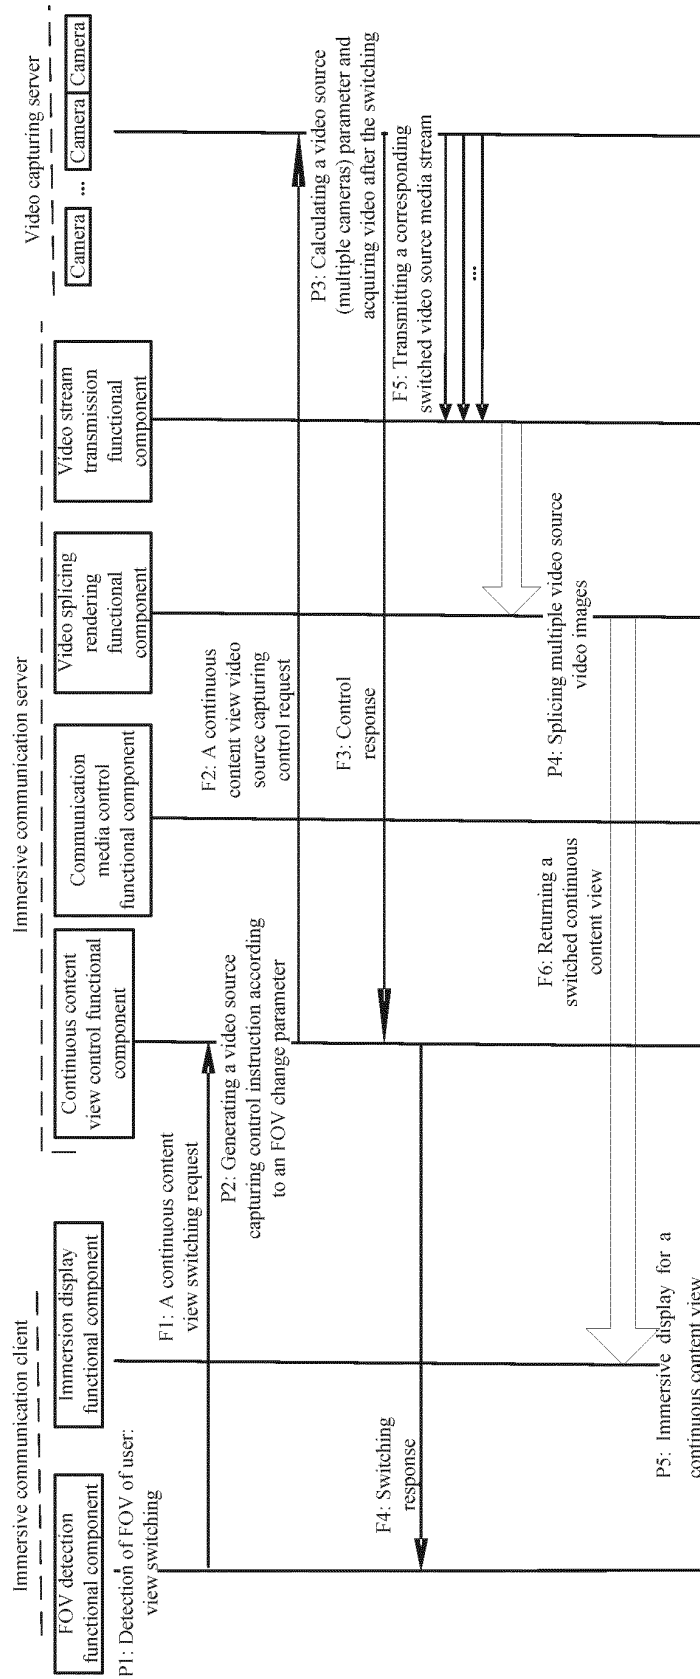 Immersive communication client
Immersive communication server
Video capturing server
FOV detection
functional component
Immersion display
functional component
Continuous content
view control functional
component
Communication
media control
functional component
Video splicing
rendering
functional
component
Video stream
transmission
functional
component
Camera
...
Camera
Camera
P1: Detection of FOV of user:
view switching
F1: A continuous content
view switching request
P2: Generating a video source
capturing control instruction according
to an FOV change parameter
F2: A continuous
content view video
source capturing
control request
P3: Calculating a video source
(multiple cameras) parameter and
acquiring video after the switching
F3: Control
response
F4: Switching
response
F5: Transmitting a corresponding
switched video source media stream
...
P4: Splicing multiple video source
video images
F6: Returning a
switched continuous
content view
P5: Immersive display for a
continuous content view